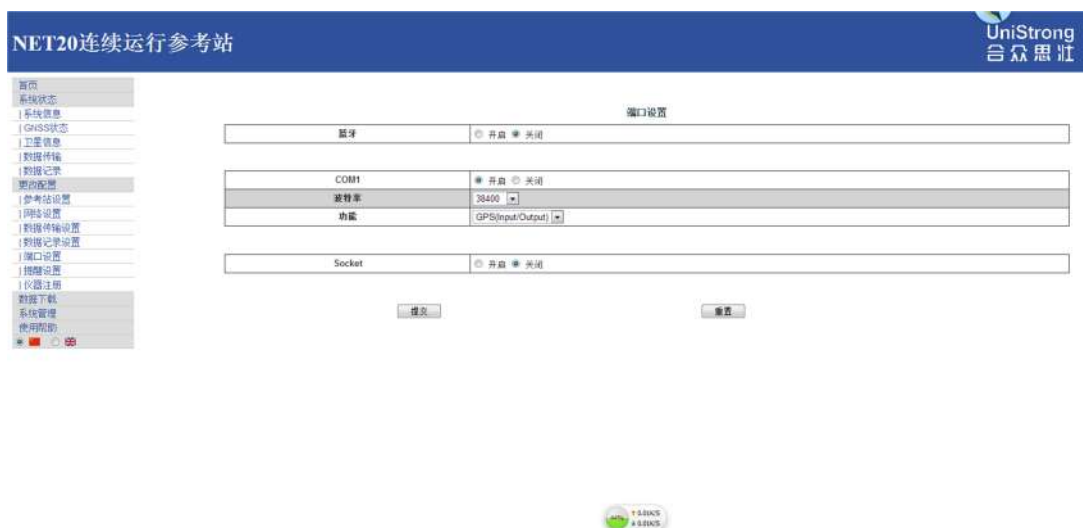 NET20连续运行参考站
UniStrong
合众思壮
首页
系统状态
|系统信息
|GNSS状态
|卫星信息
|数据传输
|数据记录
更改配置
|参考站设置
|网络设置
|数据传输设置
|数据记录设置
|端口设置
|提醒设置
|仪器注册
数据下载
系统管理
使用帮助
端口设置
蓝牙 开启 关闭
COM1 开启 关闭
波特率 38400
功能 GPS(Input/Output)
Socket 开启 关闭
提交 重置